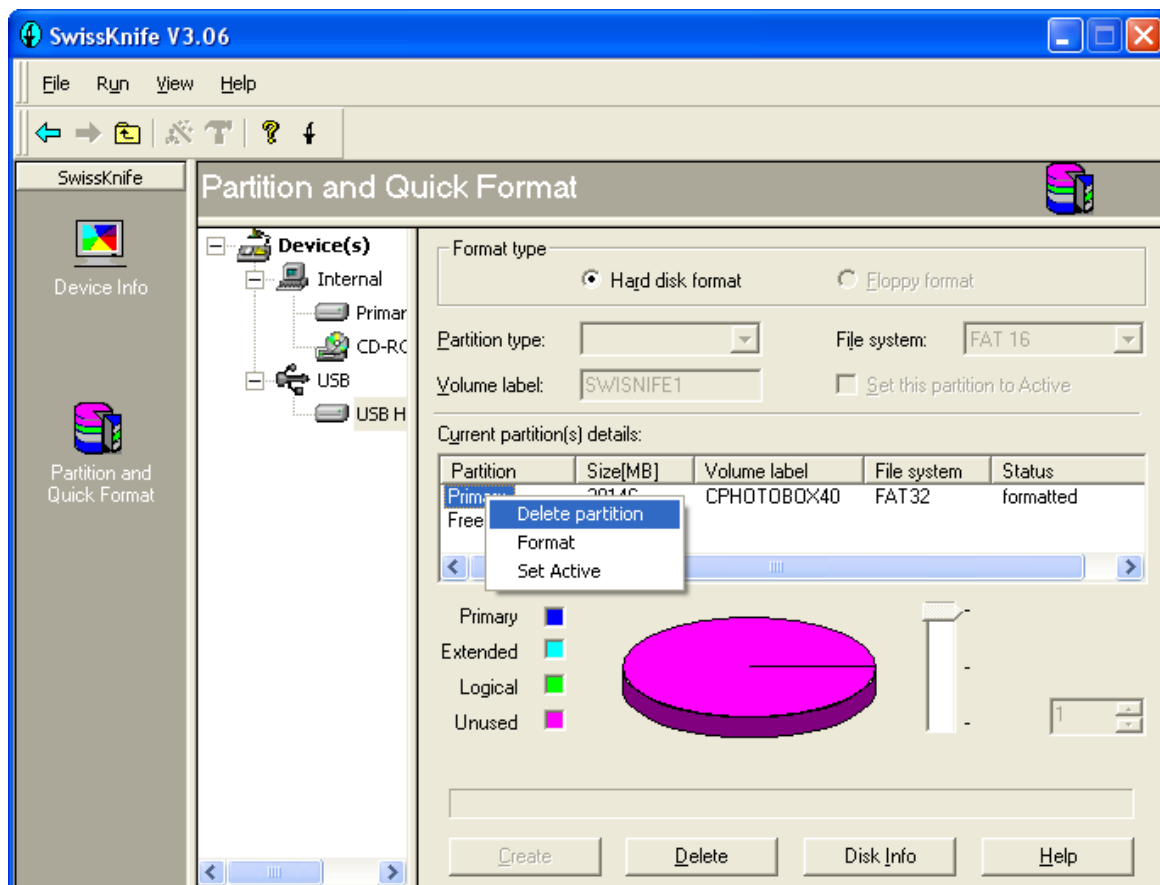 SwissKnife V3.06
File Run View Help
SwissKnife
Partition and Quick Format
Device Info
Partition and
Quick Format
Device(s)
Internal
Primar
CD-RC
USB
USB H
Format type
Hard disk format Floppy format
Partition type: File system: FAT 16
Volume label: SWISNIFE1 Set this partition to Active
Current partition(s) details:
Partition Size[MB] Volume label File system Status
CPHOTOBOX40 FAT32 formatted
Free
Delete partition
Format
Set Active
Primary
Extended
Logical
Unused
1
Create Delete Disk Info Help